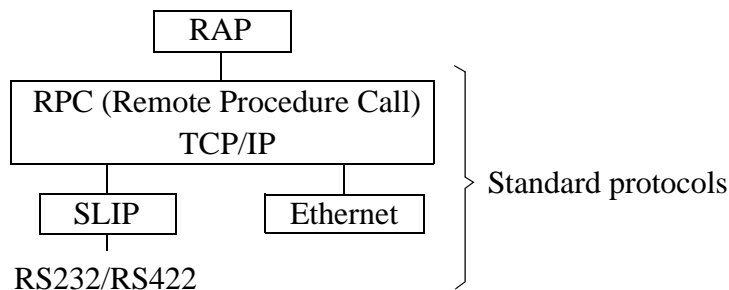 RAP
RPC (Remote Procedure Call)
TCP/IP
Standard protocols
SLIP
Ethernet
RS232/RS422